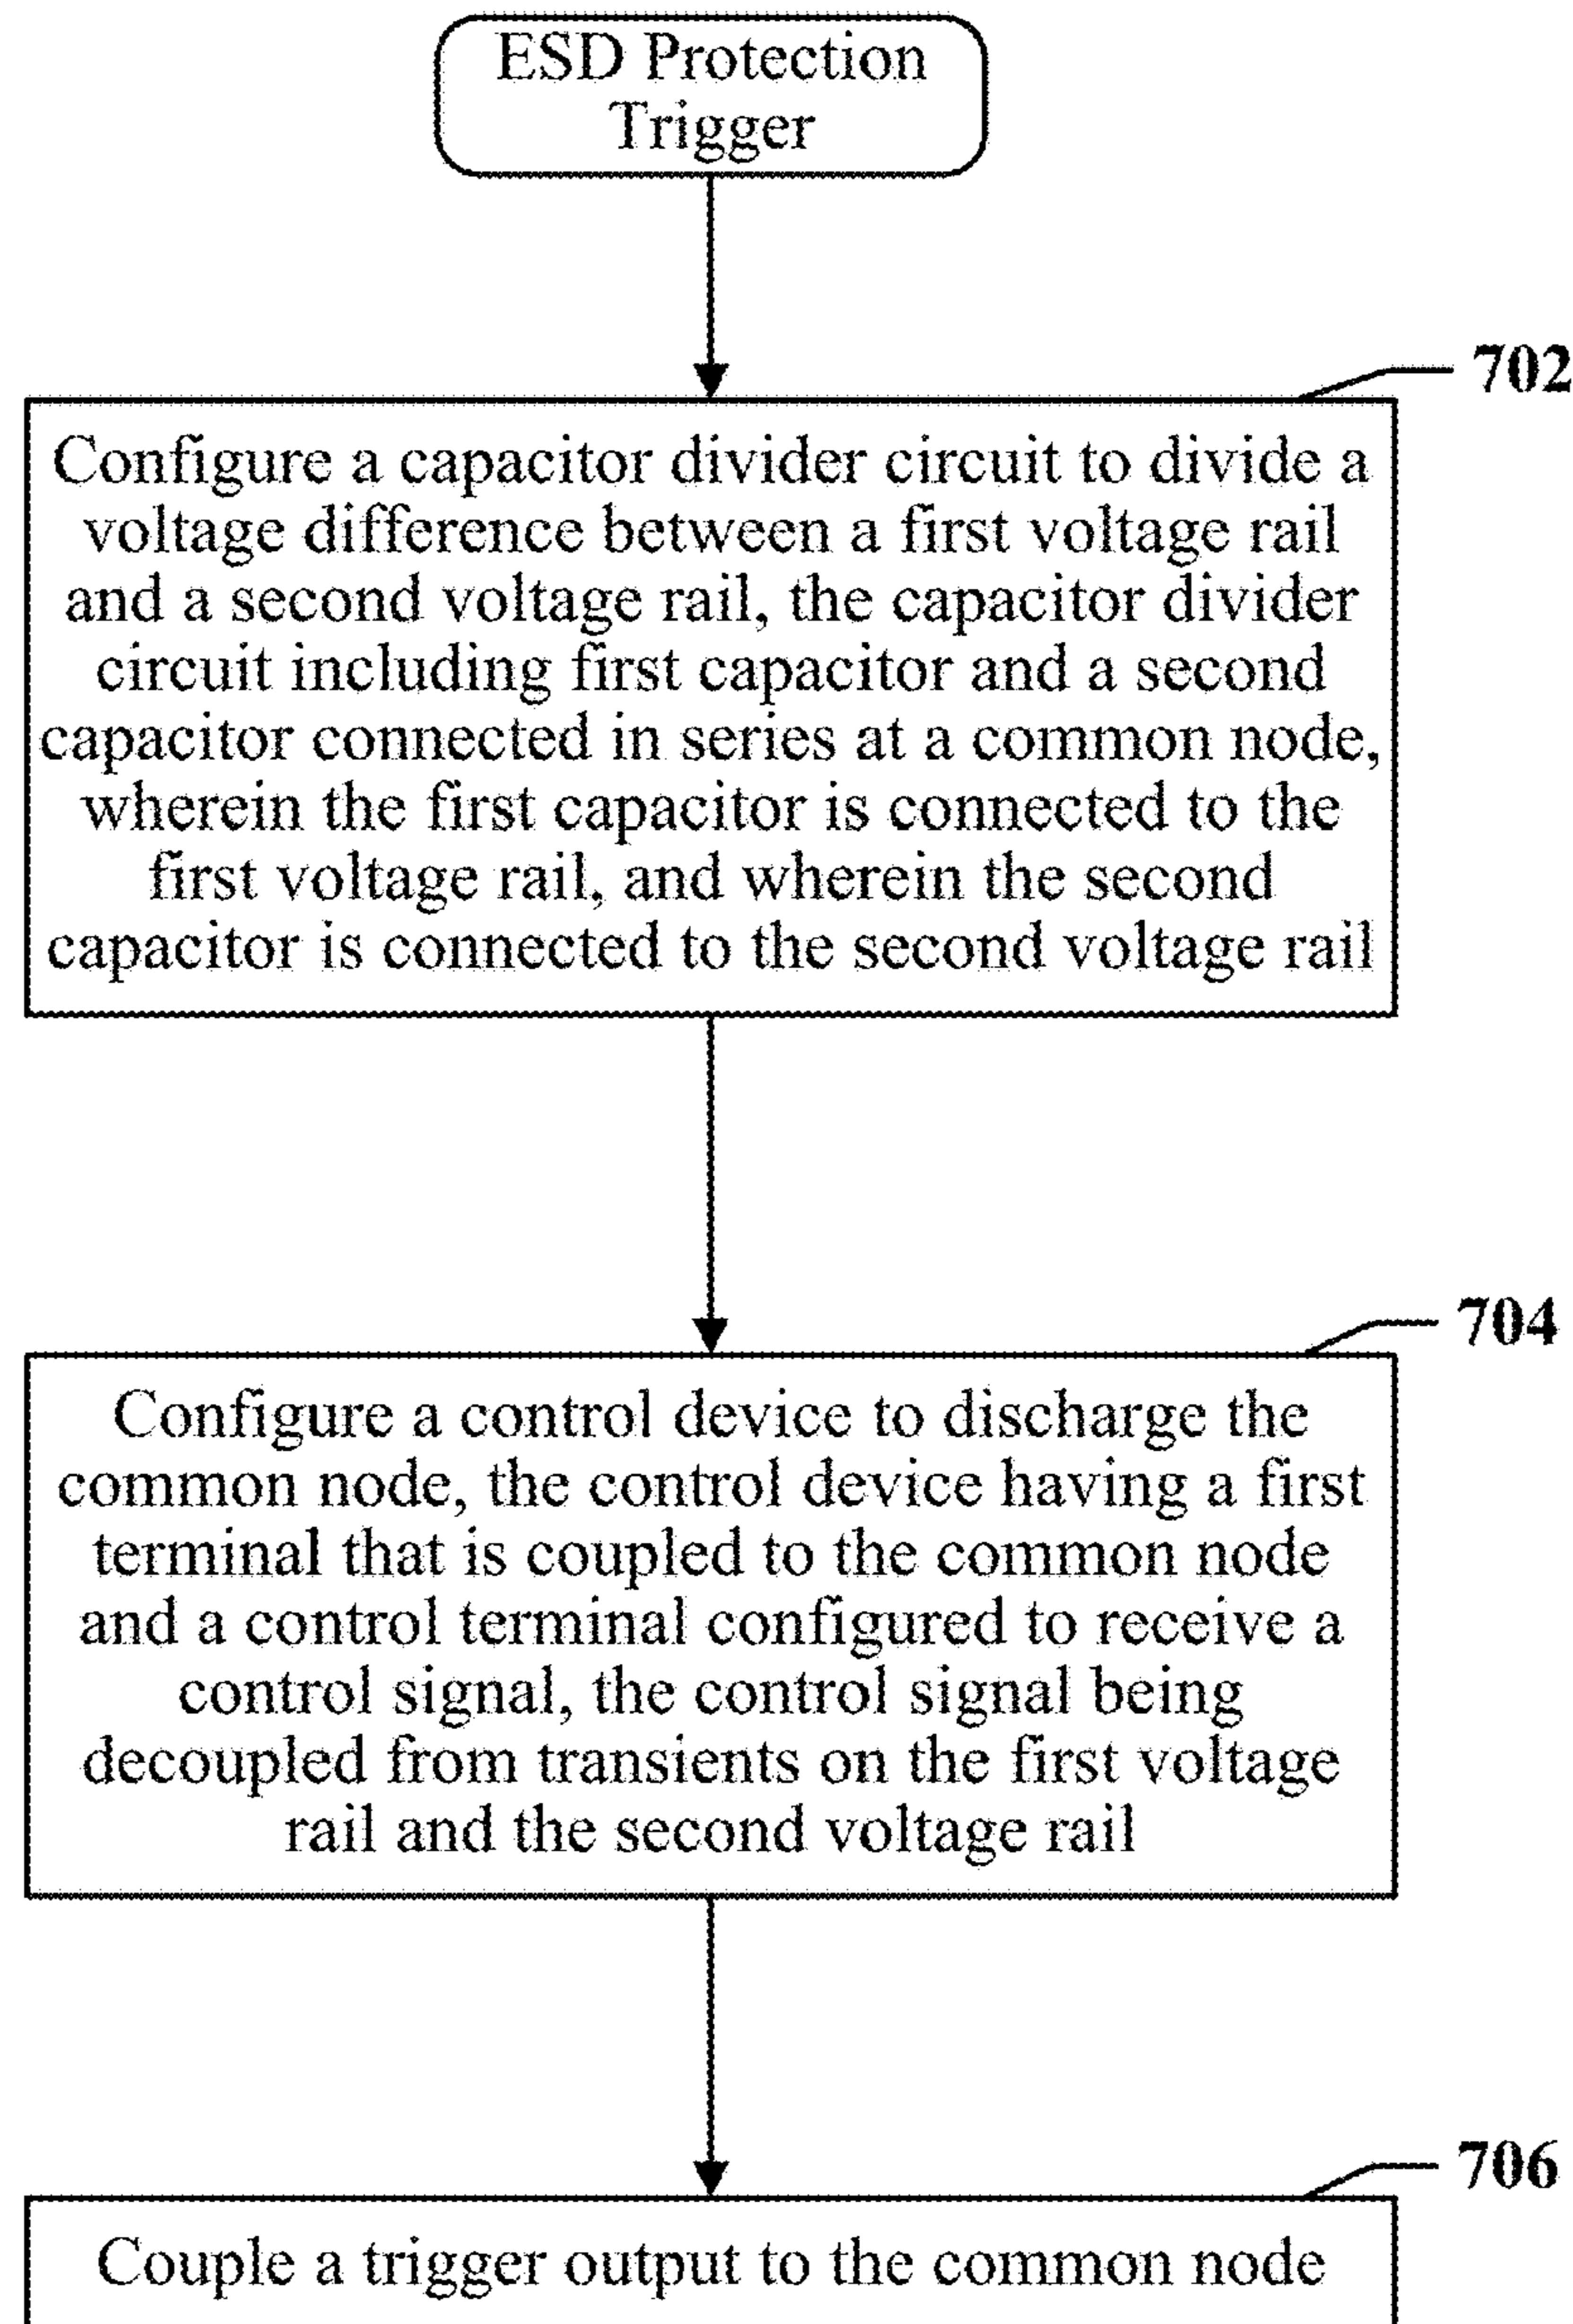 ESD Protection
Trigger
702
Configure a capacitor divider circuit to divide a
voltage difference between a first voltage rail
and a second voltage rail, the capacitor divider
circuit including first capacitor and a second
capacitor connected in series at a common node,
wherein the first capacitor is connected to the
first voltage rail, and wherein the second
capacitor is connected to the second voltage rail
704
Configure a control device to discharge the
common node, the control device having a first
terminal that is coupled to the common node
and a control terminal configured to receive a
control signal, the control signal being
decoupled from transients on the first voltage
rail and the second voltage rail
706
Couple a trigger output to the common node